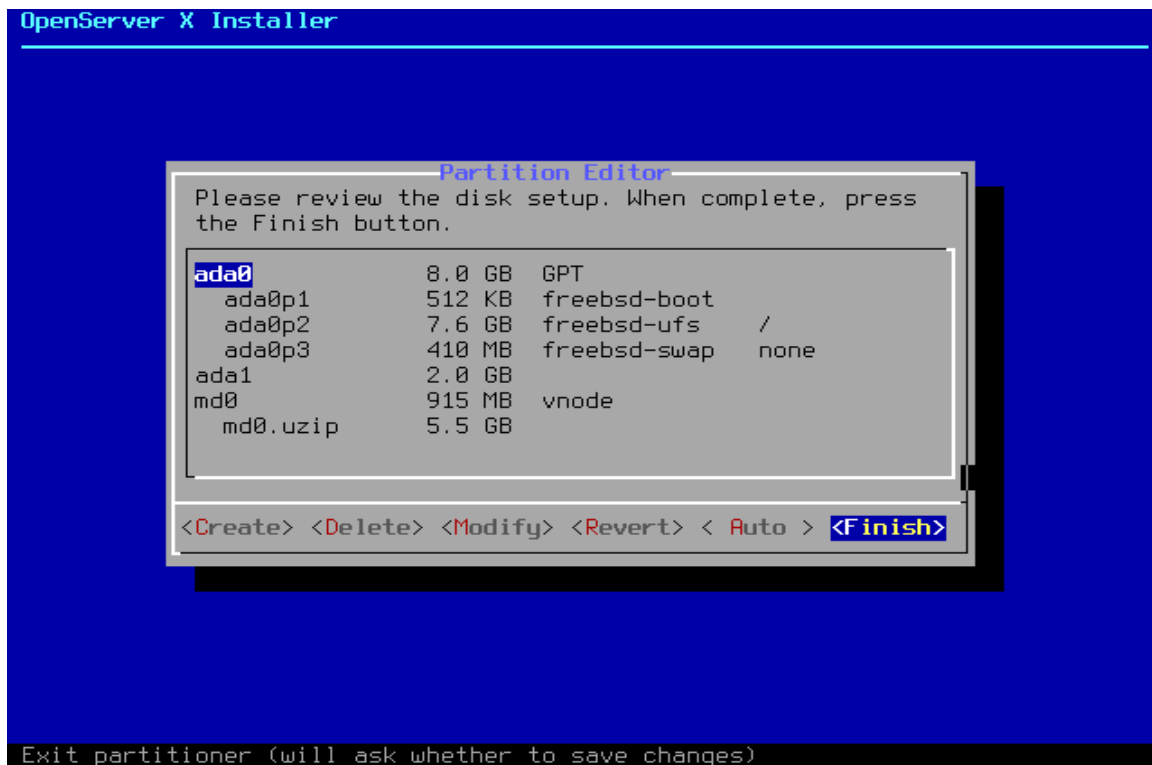 OpenServer X Installer
Partition Editor
Please review the disk setup. When complete, press
the Finish button.
ada0 8.0 GB GPT
ada0p1 512 KB freebsd-boot
ada0p2 7.6 GB freebsd-ufs /
ada0p3 410 MB freebsd-swap none
ada1 2.0 GB
md0 915 MB vnode
md0.uzip 5.5 GB
<Create> <Delete> <Modify> <Revert> < Auto > <Finish>
Exit partitioner (will ask whether to save changes)